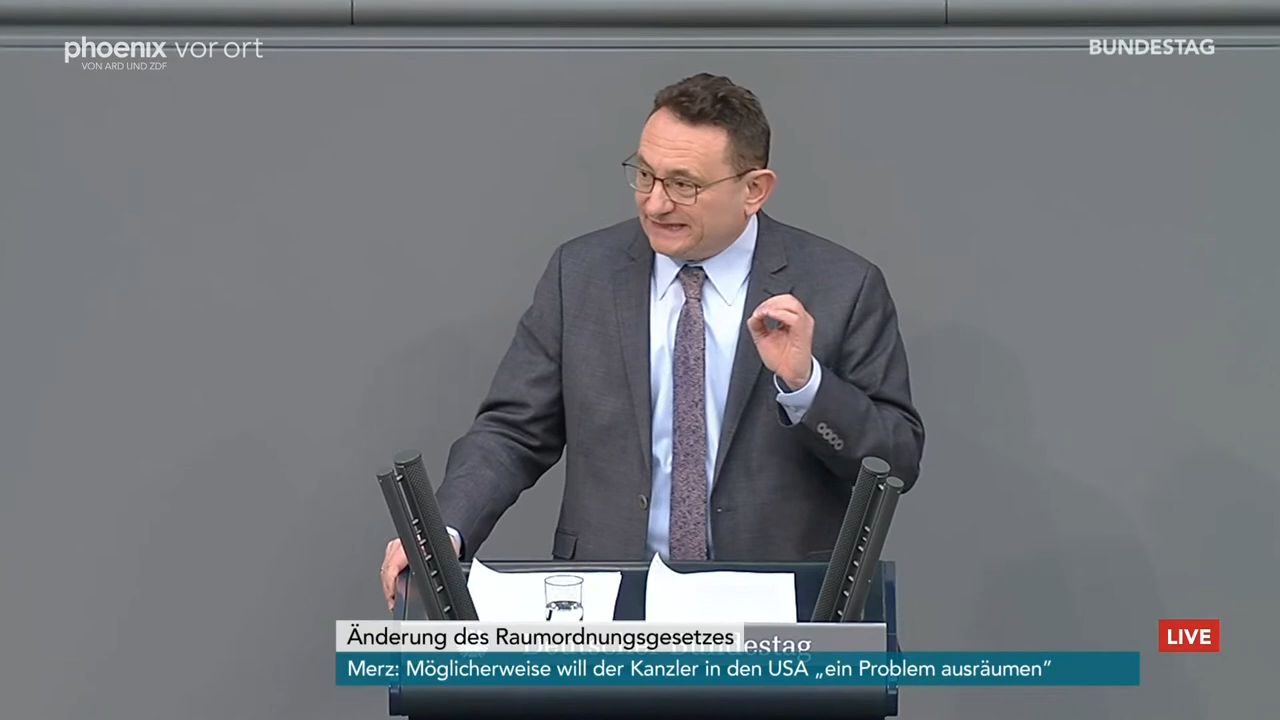 phoenix vor ort
VON ARD UND ZDF
BUNDESTAG
Änderung des Raumordnungsgesetzes
LIVE
Merz: Möglicherweise will der Kanzler in den USA „ein Problem ausräumen“